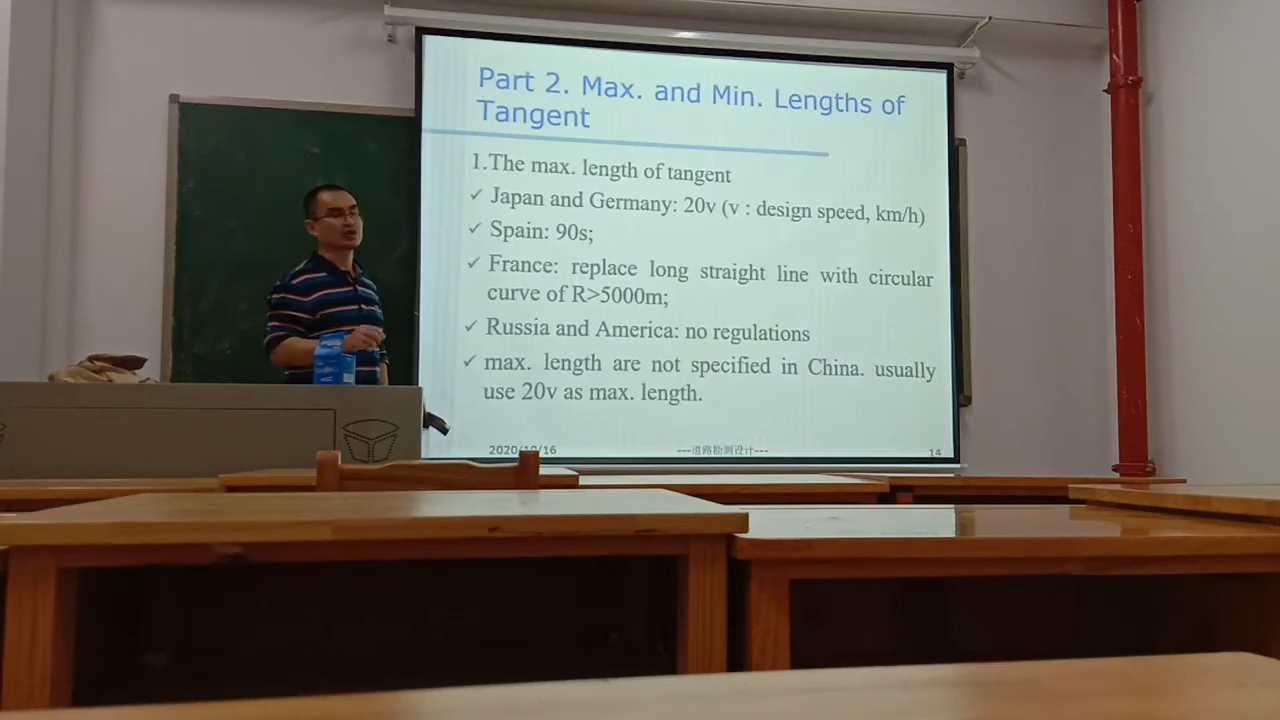 Part 2. Max. and Min. Lengths of
Tangent
1.The max. length of tangent
✓ Japan and Germany: 20v (v : design speed, km/h)
✓ Spain: 90s;
✓ France: replace long straight line with circular
curve of R>5000m;
✓ Russia and America: no regulations
✓ max. length are not specified in China. usually
use 20v as max. length.
2020/10/16
---道路勘测设计---
14